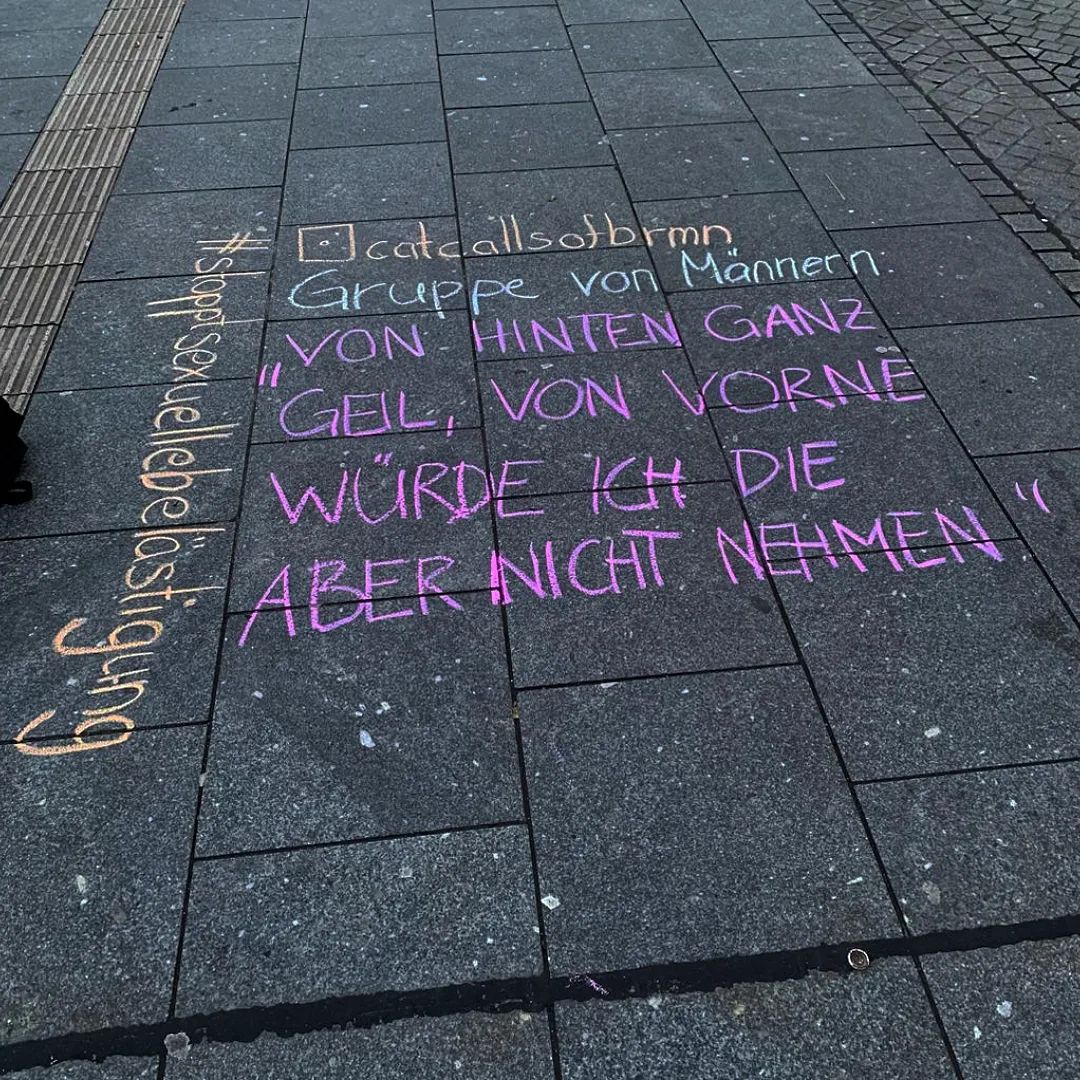 catcallsofbrmn
Gruppe von Männern:
"VON HINTEN GANZ
GEIL, VON VORNE
WÜRDE ICH DIE
ABER NICHT NEHMEN"
#stopptsexuellebelästigung